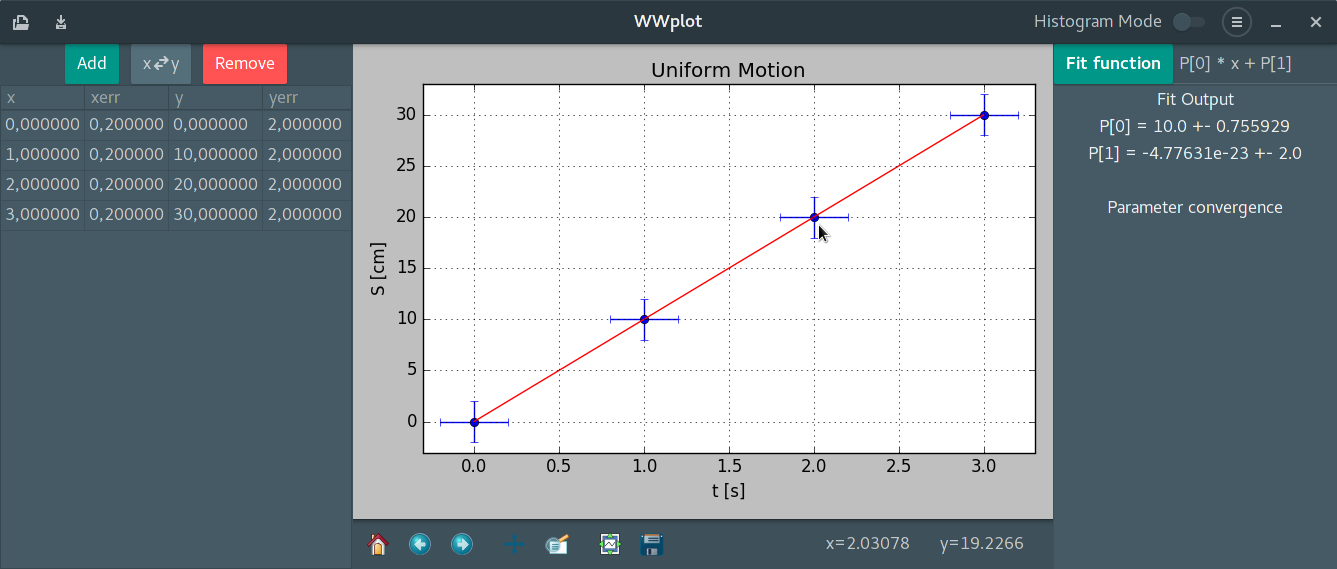 WWplot
Histogram Mode
Add
x⇄y
Remove
x xerr y yerr
0,000000 0,200000 0,000000 2,000000
1,000000 0,200000 10,000000 2,000000
2,000000 0,200000 20,000000 2,000000
3,000000 0,200000 30,000000 2,000000
Uniform Motion
S [cm]
30
25
20
15
10
5
0
0.0 0.5 1.0 1.5 2.0 2.5 3.0
t [s]
x=2.03078 y=19.2266
Fit function P[0] * x + P[1]
Fit Output
P[0] = 10.0 +- 0.755929
P[1] = -4.77631e-23 +- 2.0
Parameter convergence